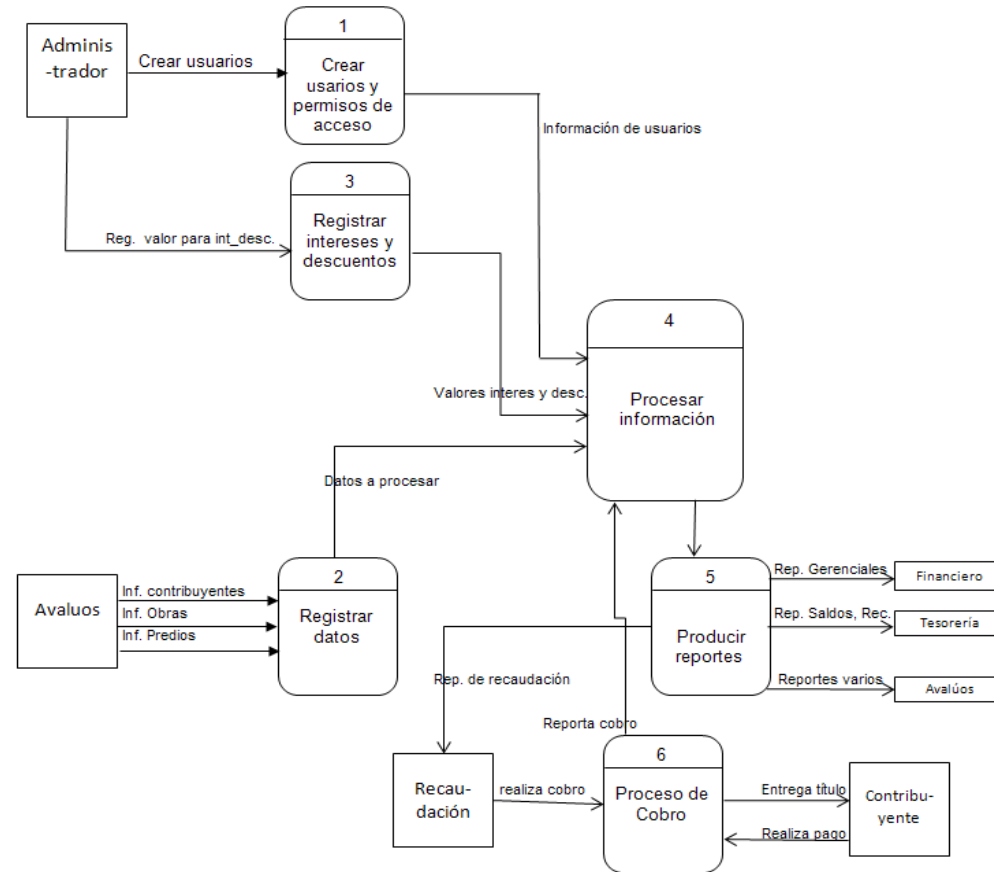 Adminis
-trador
Crear usuarios
1
Crear
usarios y
permisos de
acceso
Información de usuarios
3
Registrar
intereses y
descuentos
Reg. valor para int_desc.
4
Procesar
información
Valores interes y desc.
Datos a procesar
Avaluos
Inf. contribuyentes
Inf. Obras
Inf. Predios
2
Registrar
datos
5
Producir
reportes
Rep. Gerenciales
Financiero
Rep. Saldos, Rec.
Tesorería
Reportes varios
Avalúos
Rep. de recaudación
Reporta cobro
Recau-
dación
realiza cobro
6
Proceso de
Cobro
Entrega título
Realiza pago
Contribu-
yente